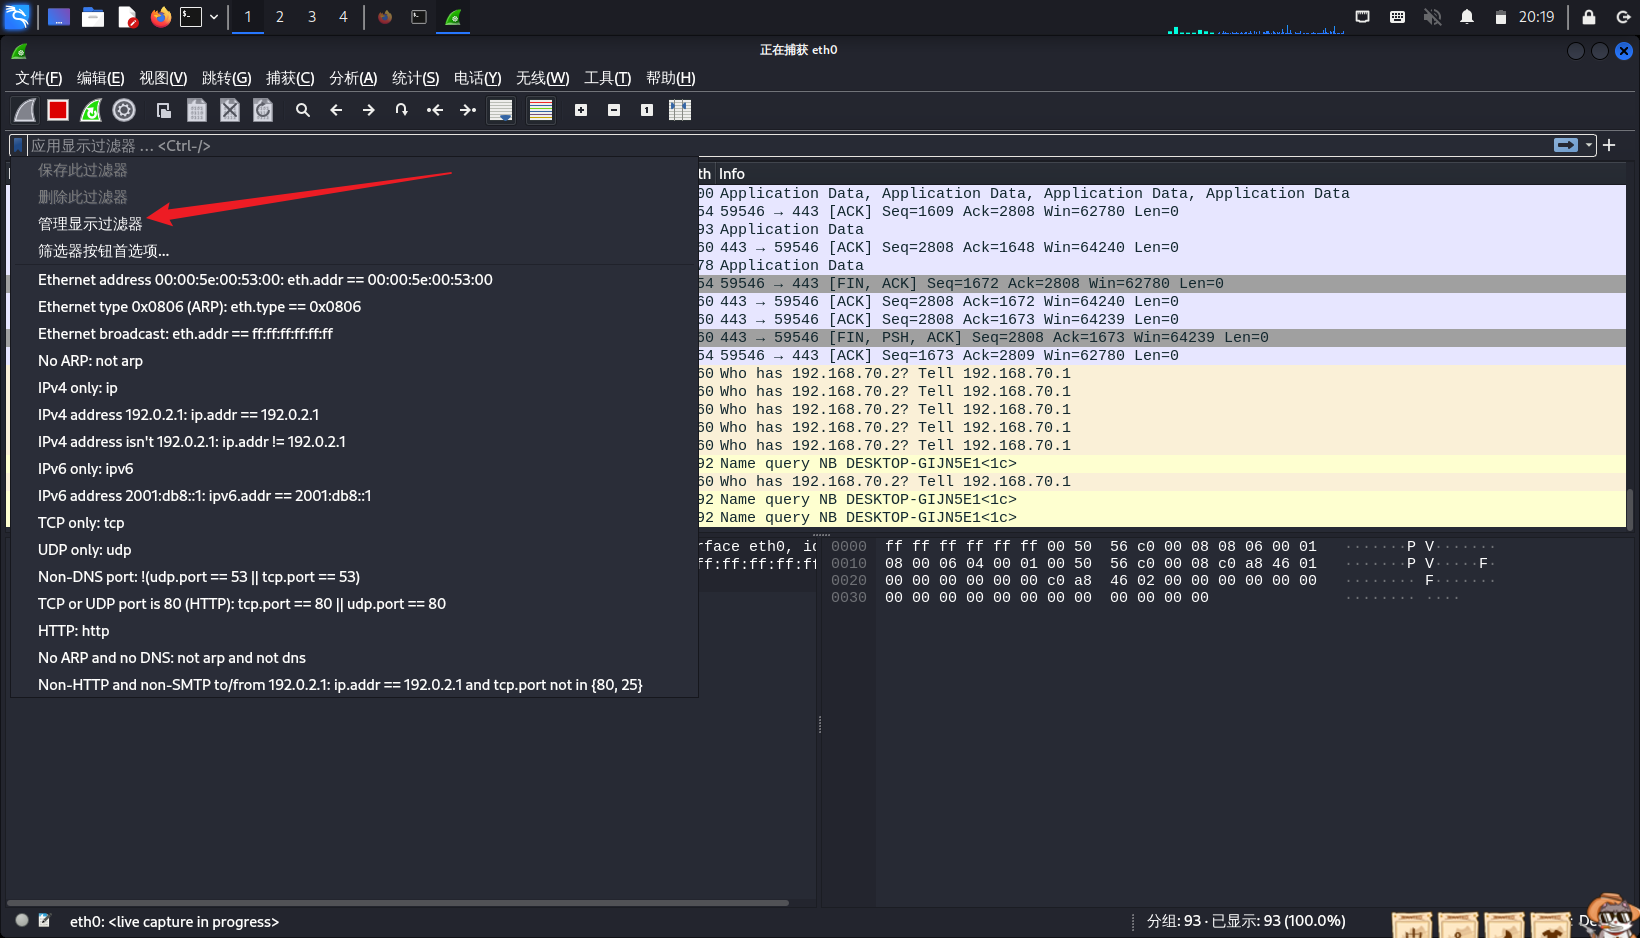 1 2 3 4 20:19
正在捕获 eth0
文件(F) 编辑(E) 视图(V) 跳转(G) 捕获(C) 分析(A) 统计(S) 电话(Y) 无线(W) 工具(T) 帮助(H)
应用显示过滤器 … <Ctrl-/>
保存此过滤器
删除此过滤器
管理显示过滤器
筛选器按钮首选项...
Ethernet address 00:00:5e:00:53:00: eth.addr == 00:00:5e:00:53:00
Ethernet type 0x0806 (ARP): eth.type == 0x0806
Ethernet broadcast: eth.addr == ff:ff:ff:ff:ff:ff
No ARP: not arp
IPv4 only: ip
IPv4 address 192.0.2.1: ip.addr == 192.0.2.1
IPv4 address isn't 192.0.2.1: ip.addr != 192.0.2.1
IPv6 only: ipv6
IPv6 address 2001:db8::1: ipv6.addr == 2001:db8::1
TCP only: tcp
UDP only: udp
Non-DNS port: !(udp.port == 53 || tcp.port == 53)
TCP or UDP port is 80 (HTTP): tcp.port == 80 || udp.port == 80
HTTP: http
No ARP and no DNS: not arp and not dns
Non-HTTP and non-SMTP to/from 192.0.2.1: ip.addr == 192.0.2.1 and tcp.port not in {80, 25}
th Info
00 Application Data, Application Data, Application Data, Application Data
54 59546 → 443 [ACK] Seq=1609 Ack=2808 Win=62780 Len=0
93 Application Data
60 443 → 59546 [ACK] Seq=2808 Ack=1648 Win=64240 Len=0
78 Application Data
54 59546 → 443 [FIN, ACK] Seq=1672 Ack=2808 Win=62780 Len=0
60 443 → 59546 [ACK] Seq=2808 Ack=1672 Win=64240 Len=0
60 443 → 59546 [ACK] Seq=2808 Ack=1673 Win=64239 Len=0
60 443 → 59546 [FIN, PSH, ACK] Seq=2808 Ack=1673 Win=64239 Len=0
54 59546 → 443 [ACK] Seq=1673 Ack=2809 Win=62780 Len=0
60 Who has 192.168.70.2? Tell 192.168.70.1
60 Who has 192.168.70.2? Tell 192.168.70.1
60 Who has 192.168.70.2? Tell 192.168.70.1
60 Who has 192.168.70.2? Tell 192.168.70.1
60 Who has 192.168.70.2? Tell 192.168.70.1
92 Name query NB DESKTOP-GIJN5E1<1c>
60 Who has 192.168.70.2? Tell 192.168.70.1
92 Name query NB DESKTOP-GIJN5E1<1c>
92 Name query NB DESKTOP-GIJN5E1<1c>
rface eth0, id
ff:ff:ff:ff:ff
0000 ff ff ff ff ff ff 00 50 56 c0 00 08 08 06 00 01 ·······P V·······
0010 08 00 06 04 00 01 00 50 56 c0 00 08 c0 a8 46 01 ·······P V·····F·
0020 00 00 00 00 00 00 c0 a8 46 02 00 00 00 00 00 00 ········ F·······
0030 00 00 00 00 00 00 00 00 00 00 00 00 ········ ····
eth0: <live capture in progress>
分组: 93 · 已显示: 93 (100.0%)